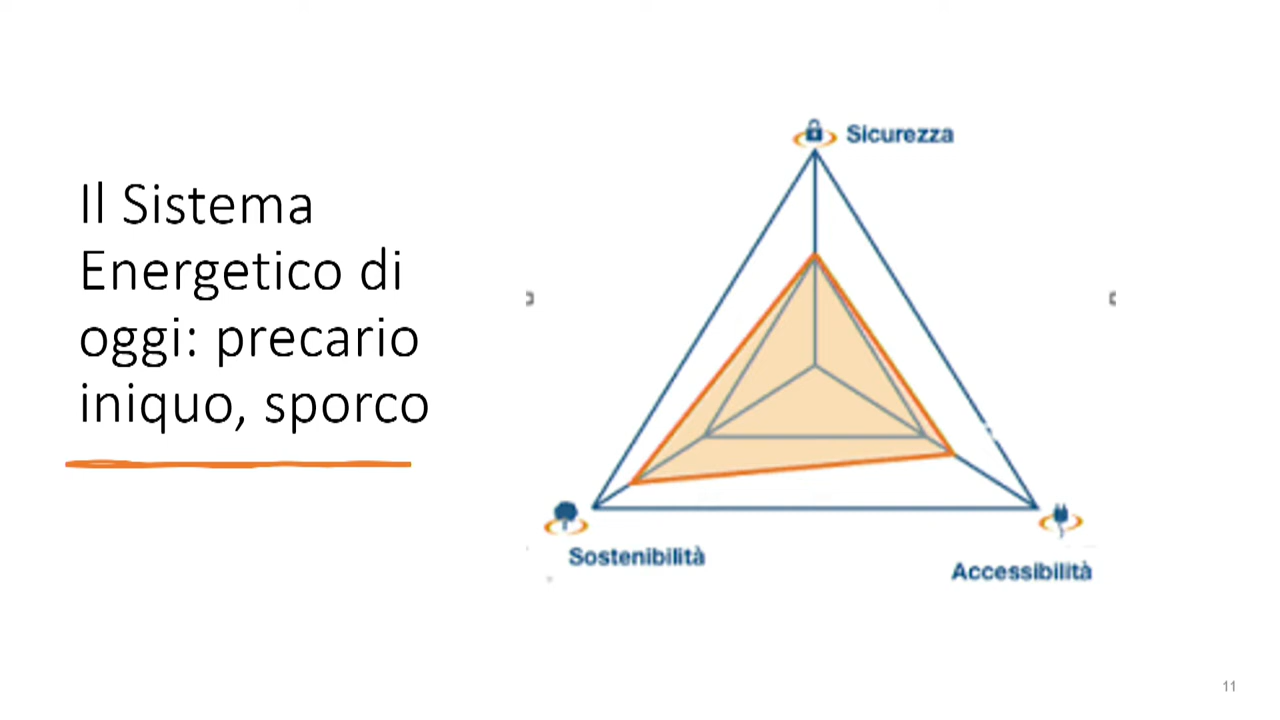 Il Sistema
Energetico di
oggi: precario
iniquo, sporco
Sicurezza
Sostenibilità
Accessibilità
11